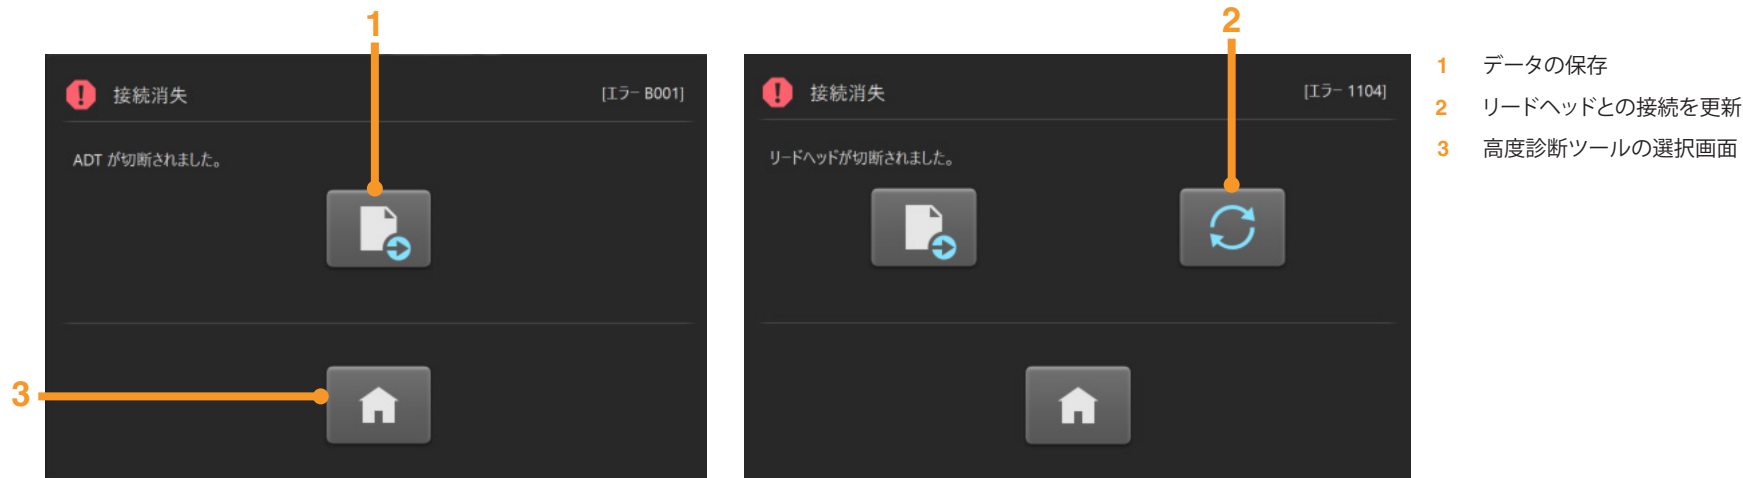 1
接続消失
[エラー B001]
ADT が切断されました。
3
2
接続消失
[エラー 1104]
リードヘッドが切断されました。
1 データの保存
2 リードヘッドとの接続を更新
3 高度診断ツールの選択画面